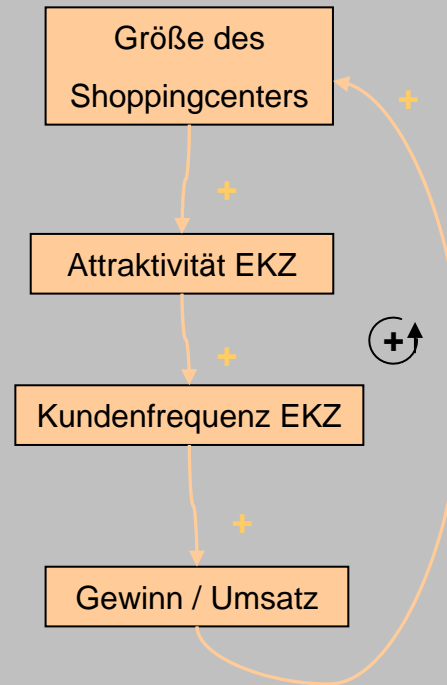 Größe des
Shoppingcenters
+
+
Attraktivität EKZ
+
+
Kundenfrequenz EKZ
+
Gewinn / Umsatz